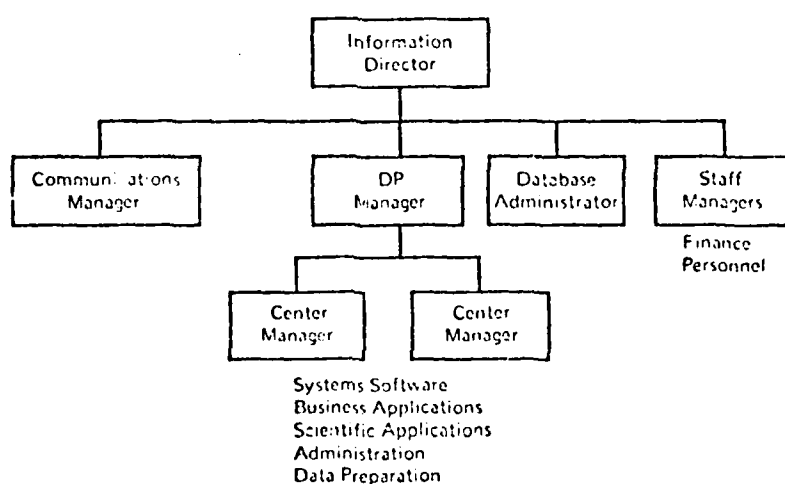 Information
Director
Communications
Manager
DP
Manager
Database
Administrator
Staff
Managers
Finance
Personnel
Center
Manager
Center
Manager
Systems Software
Business Applications
Scientific Applications
Administration
Data Preparation